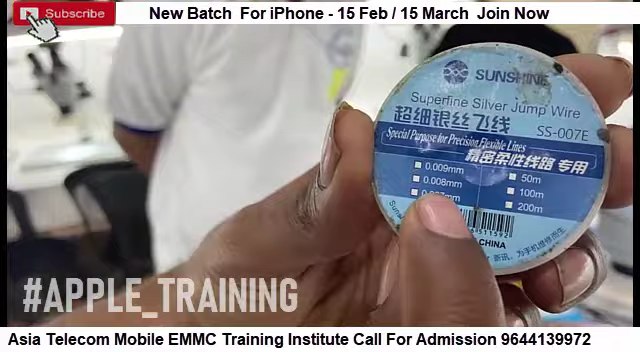 Subscribe
New Batch For iPhone - 15 Feb / 15 March Join Now
SUNSHINE
Superfine Silver Jump Wire
超细银丝飞线
SS-007E
Special Purpose for Precision Flexible Lines
精密柔性线路 专用
0.009mm
50m
0.008mm
100m
200m
CHINA
#APPLE_TRAINING
Asia Telecom Mobile EMMC Training Institute Call For Admission 9644139972